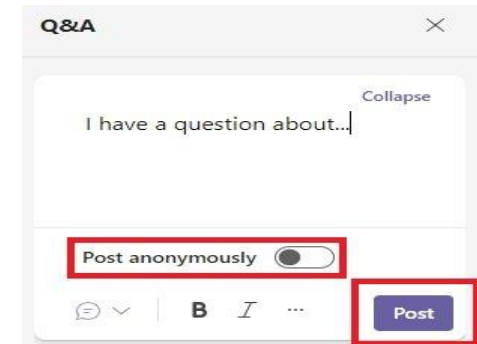 Q&A
Collapse
I have a question about...
Post anonymously
B I ...
Post